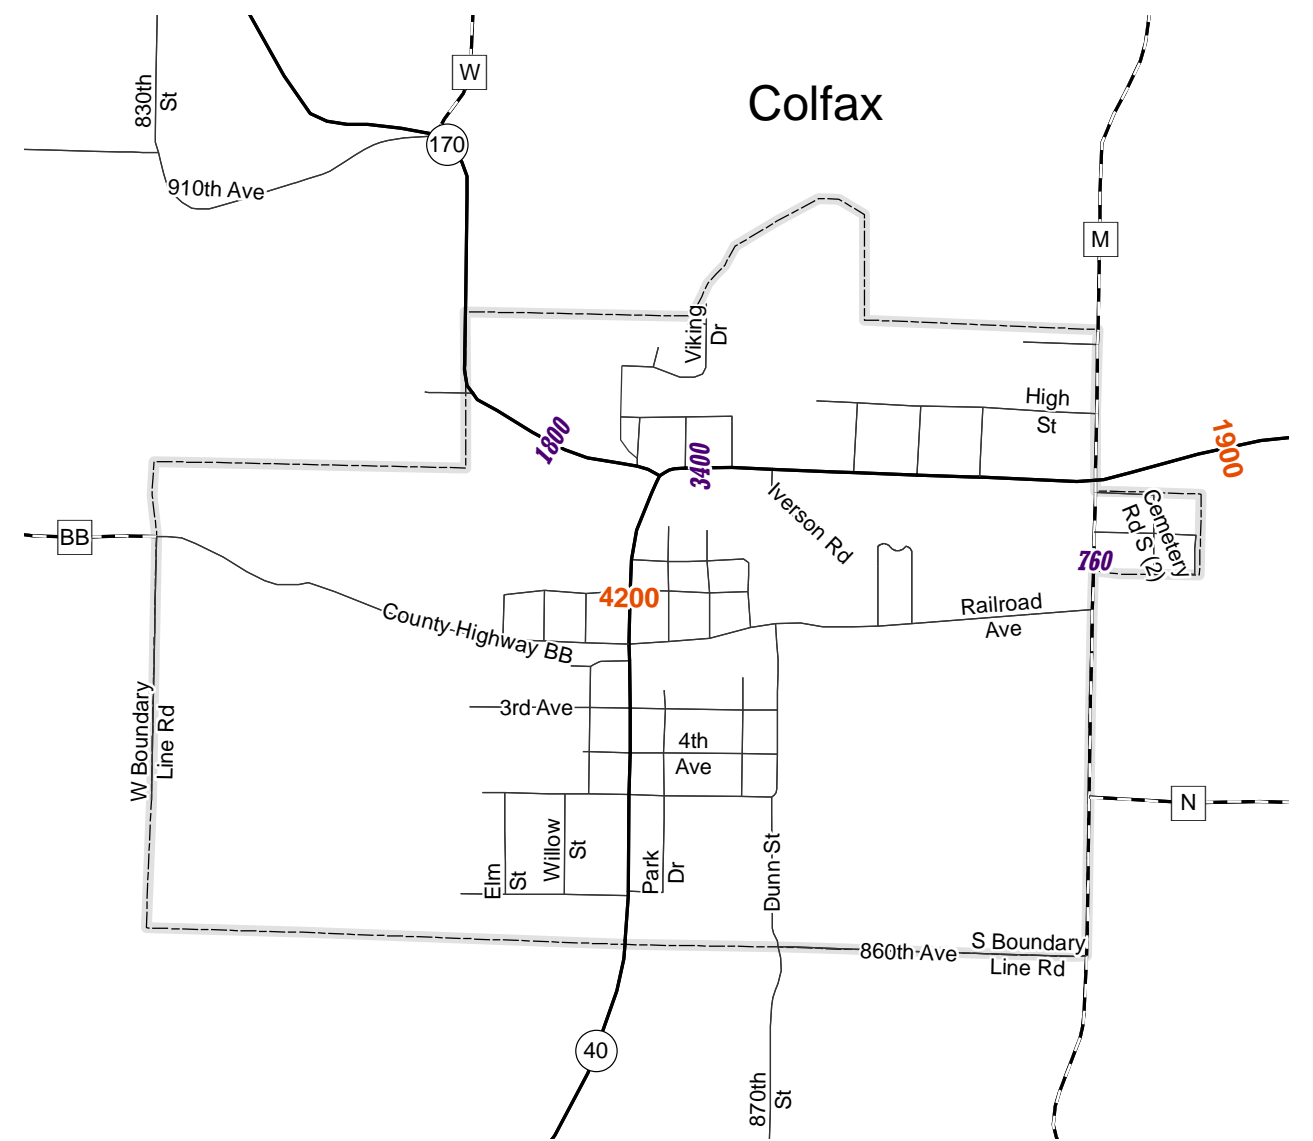 W
Colfax
830th
St
170
910th Ave
M
Viking
Dr
High
St
1800
3400
1900
Iverson Rd
Cemetery
Rd/S (2)
BB
760
4200
County Highway BB
Railroad
Ave
W Boundary
Line Rd
3rd Ave
4th
Ave
N
Elm
St
Willow
St
Park
Dr
Dunn St
860th Ave
S Boundary
Line Rd
40
870th
St